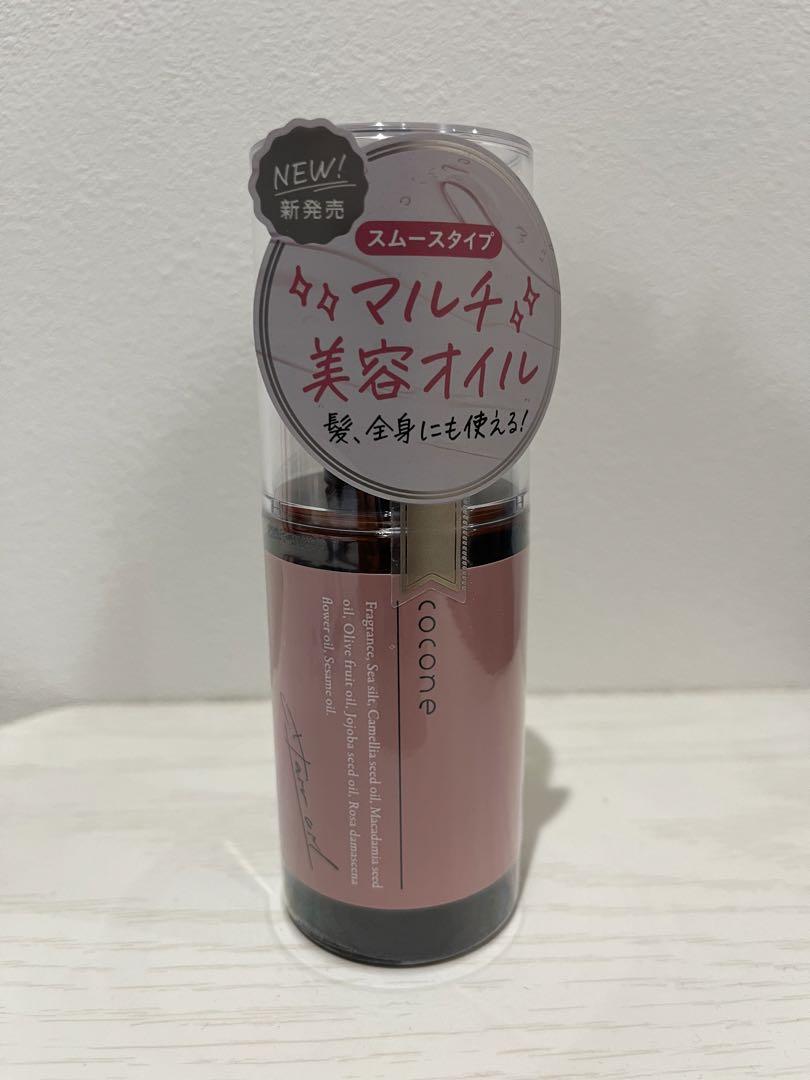 NEW!
新発売
スムースタイプ
マルチ
美容オイル
髪、全身にも使える!
cocone
Fragrance, Sea silt, Camellia seed oil, Macadamia seed
oil, Olive fruit oil, Jojoba seed oil, Rosa damascena
flower oil, Sesame oil.
Hair oil